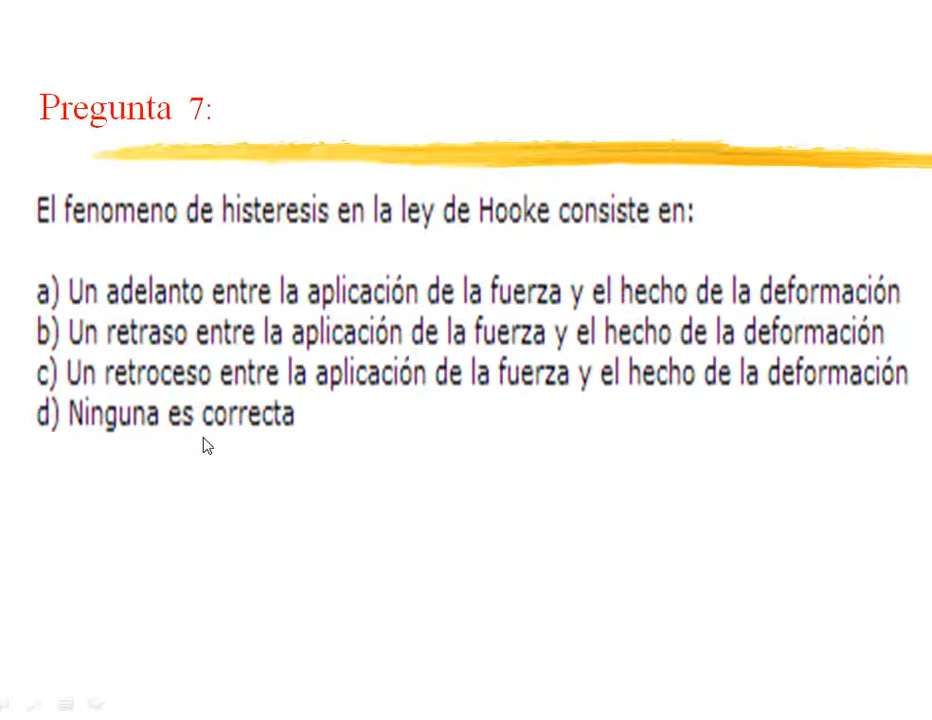 Pregunta 7:
El fenomeno de histeresis en la ley de Hooke consiste en:
a) Un adelanto entre la aplicación de la fuerza y el hecho de la deformación
b) Un retraso entre la aplicación de la fuerza y el hecho de la deformación
c) Un retroceso entre la aplicación de la fuerza y el hecho de la deformación
d) Ninguna es correcta